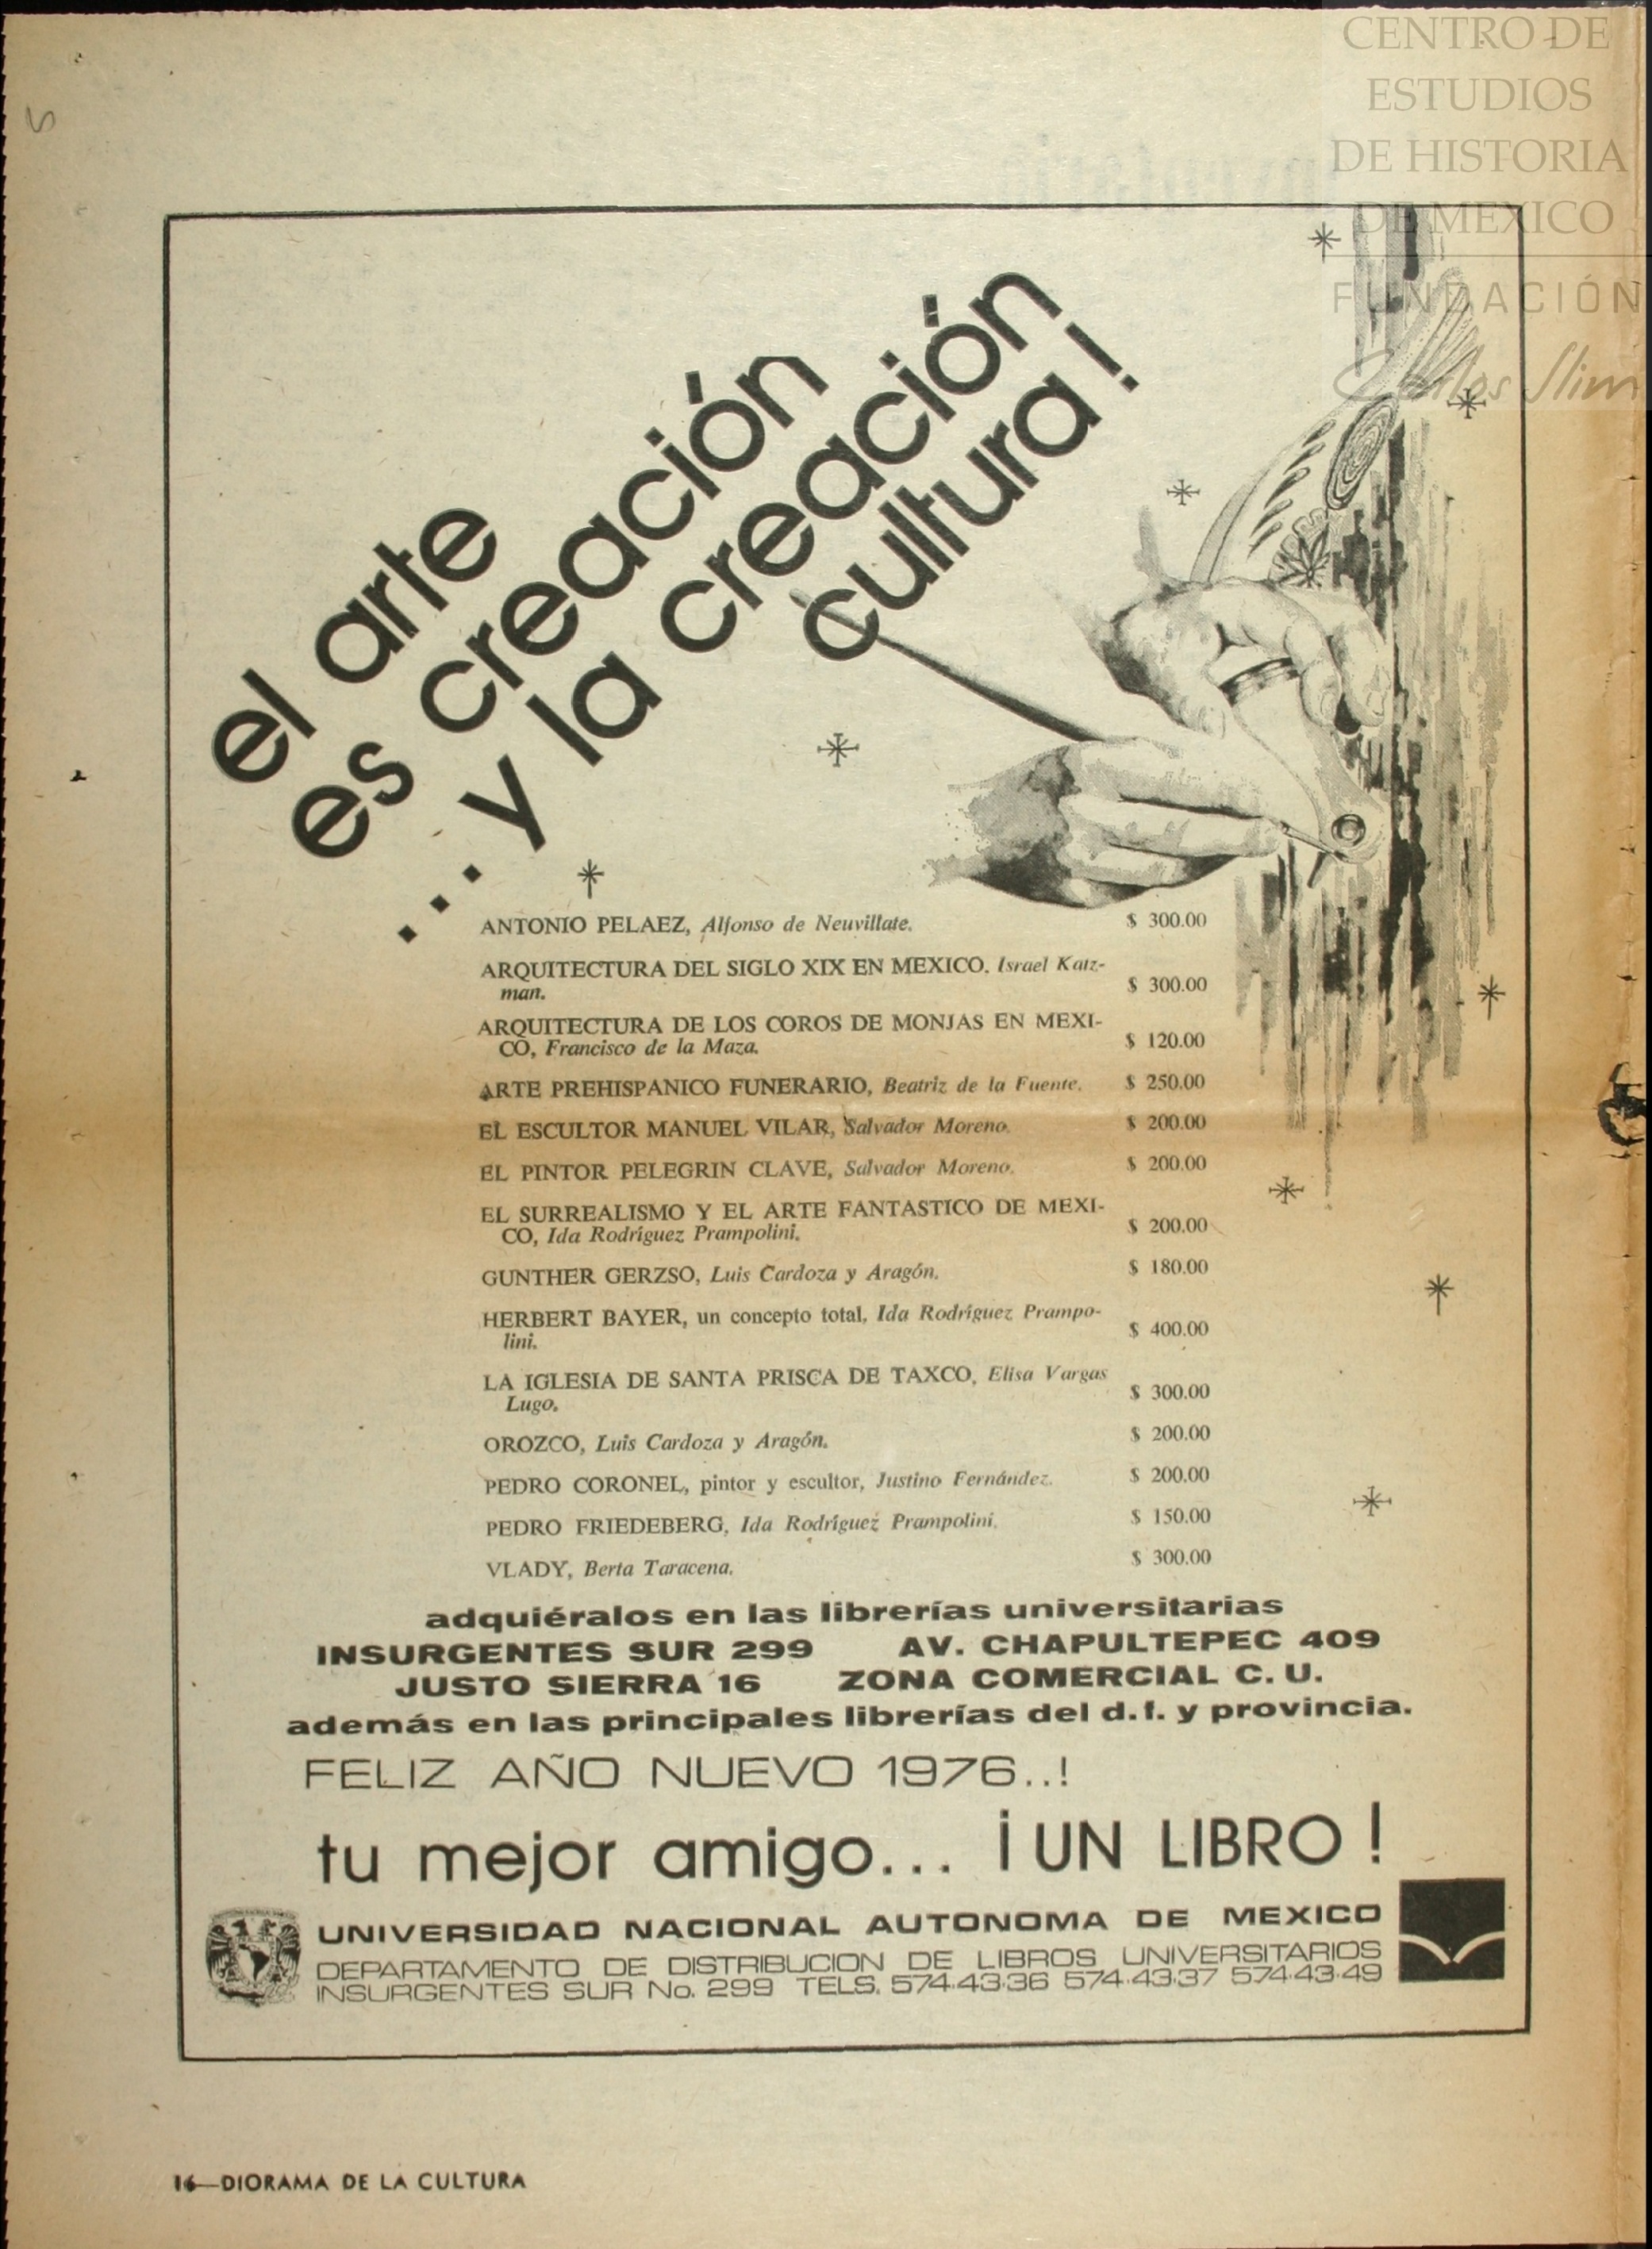 CENTRO DE
ESTUDIOS
DE HISTORIA
DE MEXICO
FUNDACIÓN
Carlos Slim
el arte
es creación
...y la creación
cultura!
ANTONIO PELAEZ, Alfonso de Neuvillate. $ 300.00
ARQUITECTURA DEL SIGLO XIX EN MEXICO. Israel Katz-
man. $ 300.00
ARQUITECTURA DE LOS COROS DE MONJAS EN MEXI-
CO, Francisco de la Maza. $ 120.00
ARTE PREHISPANICO FUNERARIO, Beatriz de la Fuente. $ 250.00
EL ESCULTOR MANUEL VILAR, Salvador Moreno. $ 200.00
EL PINTOR PELEGRIN CLAVE, Salvador Moreno. $ 200.00
EL SURREALISMO Y EL ARTE FANTASTICO DE MEXI-
CO, Ida Rodríguez Prampolini. $ 200.00
GUNTHER GERZSO, Luis Cardoza y Aragón. $ 180.00
HERBERT BAYER, un concepto total, Ida Rodríguez Prampo-
lini. $ 400.00
LA IGLESIA DE SANTA PRISCA DE TAXCO, Elisa Vargas
Lugo. $ 300.00
OROZCO, Luis Cardoza y Aragón. $ 200.00
PEDRO CORONEL, pintor y escultor, Justino Fernández. $ 200.00
PEDRO FRIEDEBERG, Ida Rodríguez Prampolini. $ 150.00
VLADY, Berta Taracena. $ 300.00
adquiéralos en las librerías universitarias
INSURGENTES SUR 299 AV. CHAPULTEPEC 409
JUSTO SIERRA 16 ZONA COMERCIAL C. U.
además en las principales librerías del d.f. y provincia.
FELIZ AÑO NUEVO 1976..!
tu mejor amigo... ¡UN LIBRO!
UNIVERSIDAD NACIONAL AUTONOMA DE MEXICO
DEPARTAMENTO DE DISTRIBUCION DE LIBROS UNIVERSITARIOS
INSURGENTES SUR No. 299 TELS. 574-43-36 574-43-37 574-43-49
16—DIORAMA DE LA CULTURA